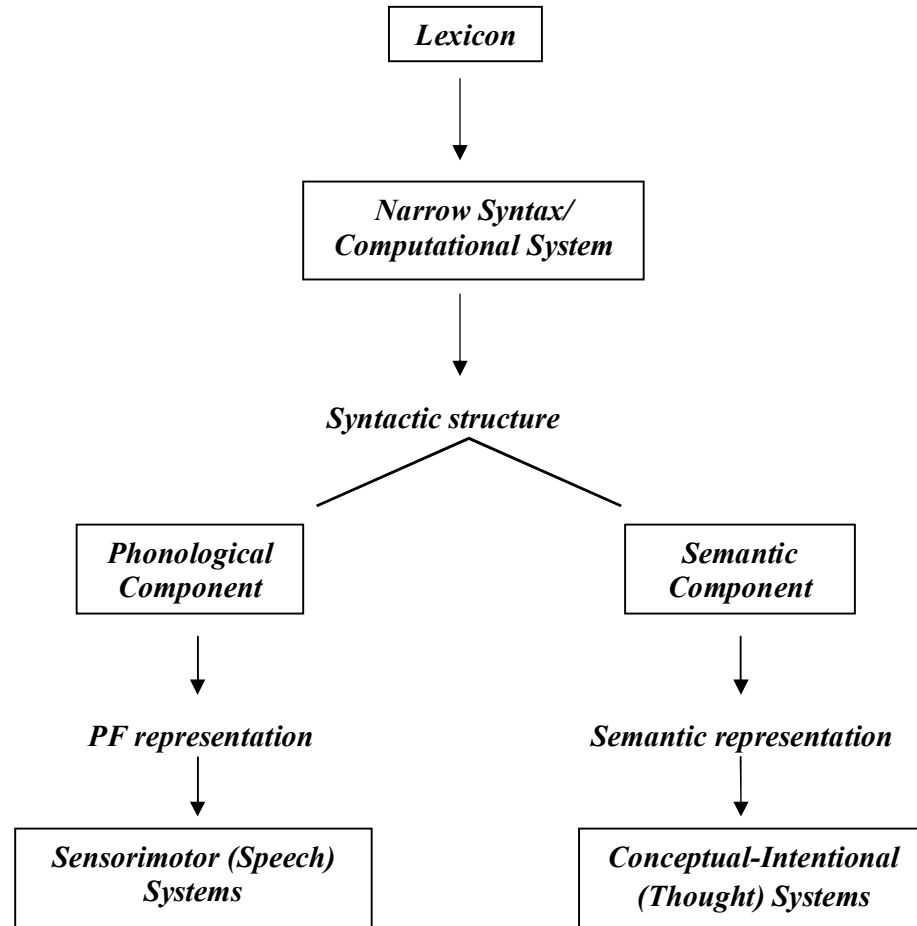 Lexicon
Narrow Syntax/
Computational System
Syntactic structure
Phonological
Component
Semantic
Component
PF representation
Semantic representation
Sensorimotor (Speech)
Systems
Conceptual-Intentional
(Thought) Systems